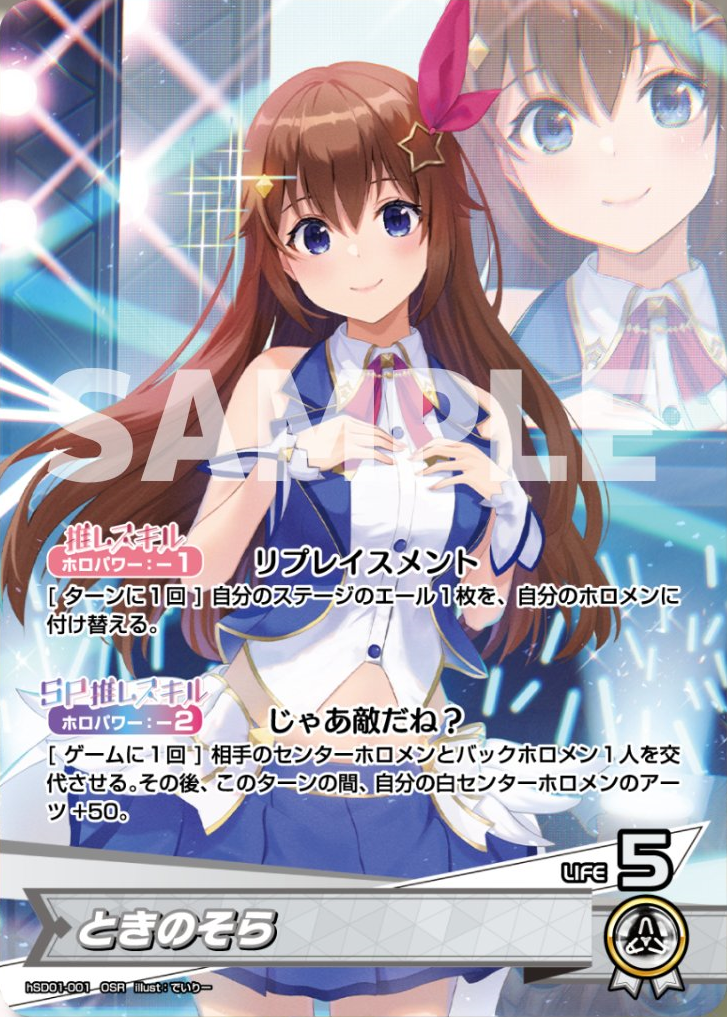 SAMPLE
推しスキル
ホロパワー：－1
リプレイスメント
[ ターンに１回 ] 自分のステージのエール１枚を、自分のホロメンに
付け替える。
SP推しスキル
ホロパワー：－2
じゃあ敵だね？
[ ゲームに１回 ] 相手のセンターホロメンとバックホロメン１人を交
代させる。その後、このターンの間、自分の白センターホロメンのアー
ツ＋50。
LIFE 5
ときのそら
hSD01-001 OSR illust：でいりー